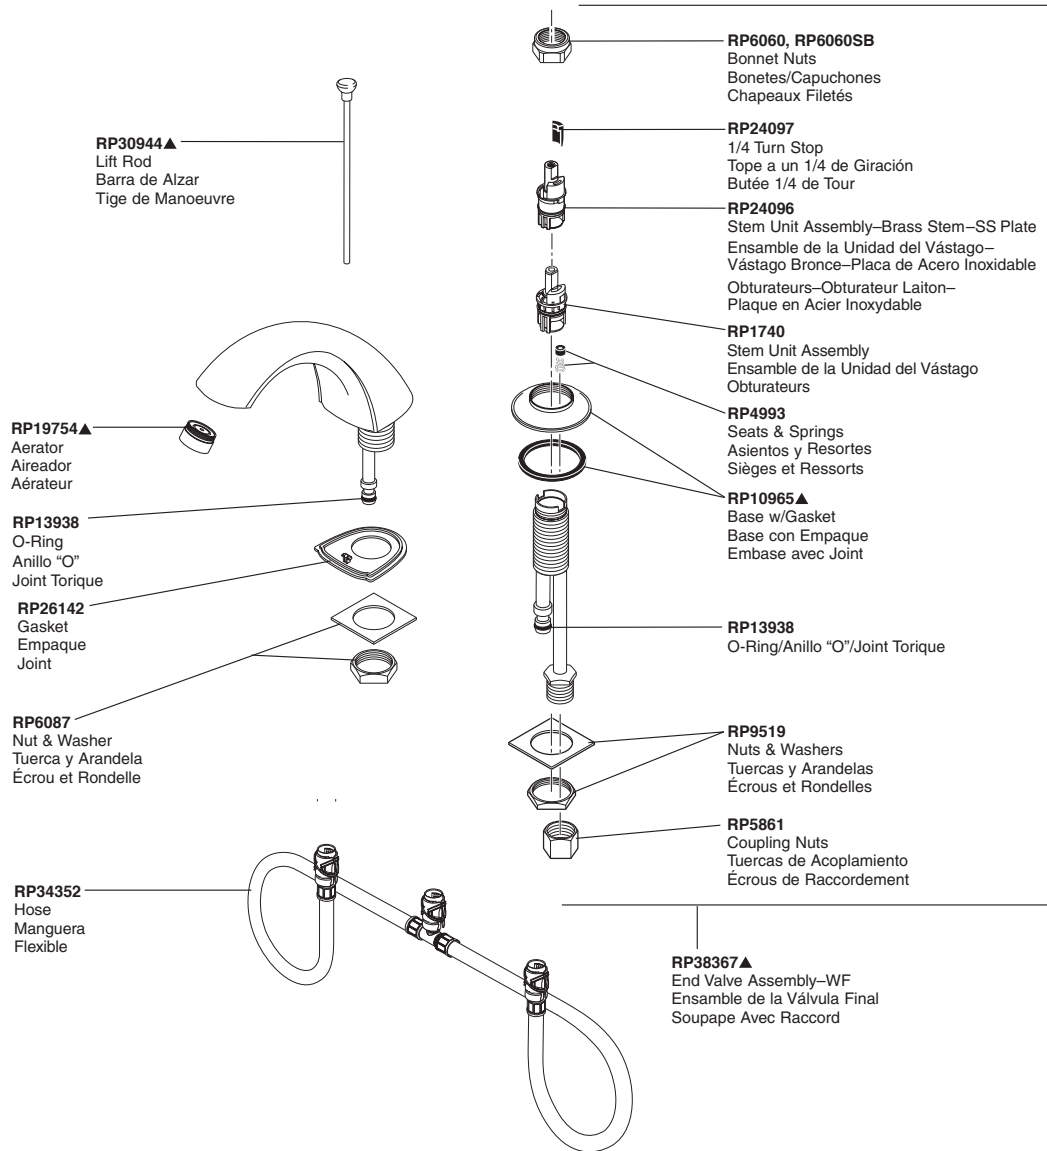 RP30944▲
Lift Rod
Barra de Alzar
Tige de Manoeuvre
RP19754▲
Aerator
Aireador
Aérateur
RP13938
O-Ring
Anillo “O”
Joint Torique
RP26142
Gasket
Empaque
Joint
RP6087
Nut & Washer
Tuerca y Arandela
Écrou et Rondelle
RP34352
Hose
Manguera
Flexible
RP6060, RP6060SB
Bonnet Nuts
Bonetes/Capuchones
Chapeaux Filetés
RP24097
1/4 Turn Stop
Tope a un 1/4 de Giración
Butée 1/4 de Tour
RP24096
Stem Unit Assembly–Brass Stem–SS Plate
Ensamble de la Unidad del Vástago–
Vástago Bronce–Placa de Acero Inoxidable
Obturateurs–Obturateur Laiton–
Plaque en Acier Inoxydable
RP1740
Stem Unit Assembly
Ensamble de la Unidad del Vástago
Obturateurs
RP4993
Seats & Springs
Asientos y Resortes
Sièges et Ressorts
RP10965▲
Base w/Gasket
Base con Empaque
Embase avec Joint
RP13938
O-Ring/Anillo “O”/Joint Torique
RP9519
Nuts & Washers
Tuercas y Arandelas
Écrous et Rondelles
RP5861
Coupling Nuts
Tuercas de Acoplamiento
Écrous de Raccordement
RP38367▲
End Valve Assembly–WF
Ensamble de la Válvula Final
Soupape Avec Raccord